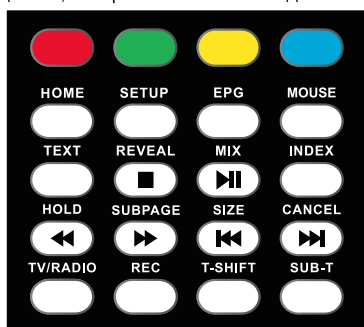 HOME SETUP EPG MOUSE
TEXT REVEAL MIX INDEX
HOLD SUBPAGE SIZE CANCEL
TV/RADIO REC T-SHIFT SUB-T